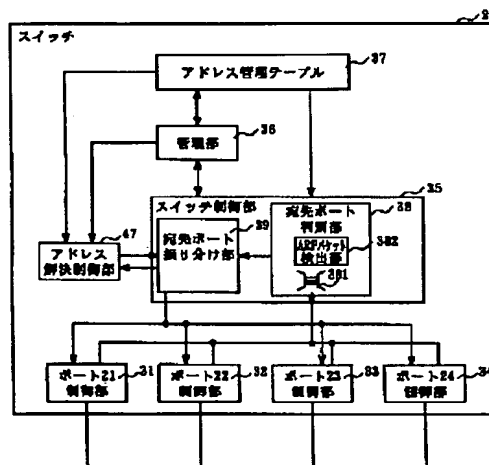 2
スイッチ
アドレス管理テーブル
37
管理部
36
35
スイッチ制御部
39
宛先ポート
振り分け部
38
宛先ポート
判別部
ARPパケット
検出部
382
381
47
アドレス
解決制御部
ポート21
制御部
31
ポート22
制御部
32
ポート23
制御部
33
ポート24
制御部